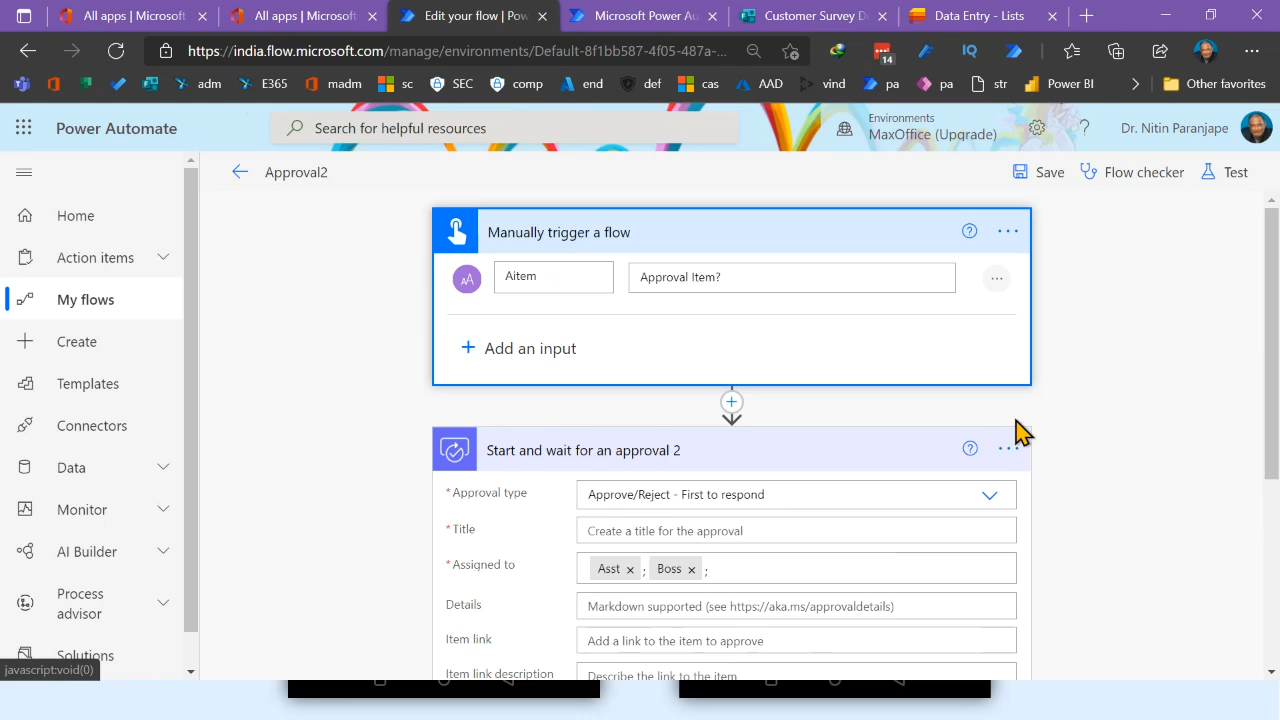 All apps | Microsoft
All apps | Microsoft
Edit your flow | Pow
Microsoft Power Au
Customer Survey D
Data Entry - Lists
https://india.flow.microsoft.com/manage/environments/Default-8f1bb587-4f05-487a-...
14
IQ
adm
E365
madm
sc
SEC
comp
end
def
cas
AAD
vind
pa
pa
str
Power BI
Other favorites
Power Automate
Search for helpful resources
Environments
MaxOffice (Upgrade)
Dr. Nitin Paranjape
Approval2
Save
Flow checker
Test
Home
Action items
My flows
Create
Templates
Connectors
Data
Monitor
AI Builder
Process
advisor
Solutions
javascript:void(0)
Manually trigger a flow
AA
Aitem
Approval Item?
Add an input
Start and wait for an approval 2
* Approval type
Approve/Reject - First to respond
* Title
Create a title for the approval
* Assigned to
Asst × ; Boss × ;
Details
Markdown supported (see https://aka.ms/approvaldetails)
Item link
Add a link to the item to approve
Item link description
Describe the link to the item